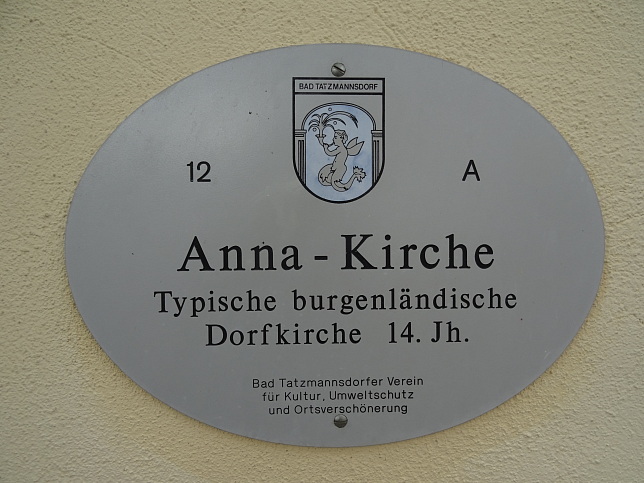 BAD TATZMANNSDORF
12 A
Anna - Kirche
Typische burgenländische
Dorfkirche 14. Jh.
Bad Tatzmannsdorfer Verein
für Kultur, Umweltschutz
und Ortsverschönerung